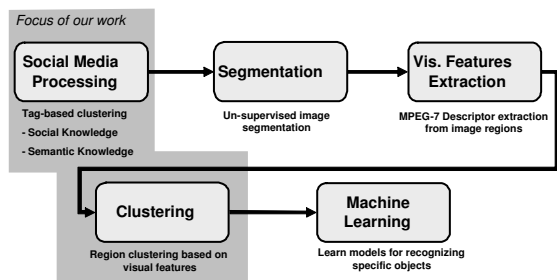 Focus of our work
Social Media
Processing
Tag-based clustering
- Social Knowledge
- Semantic Knowledge
Segmentation
Un-supervised image
segmentation
Vis. Features
Extraction
MPEG-7 Descriptor extraction
from image regions
Clustering
Region clustering based on
visual features
Machine
Learning
Learn models for recognizing
specific objects